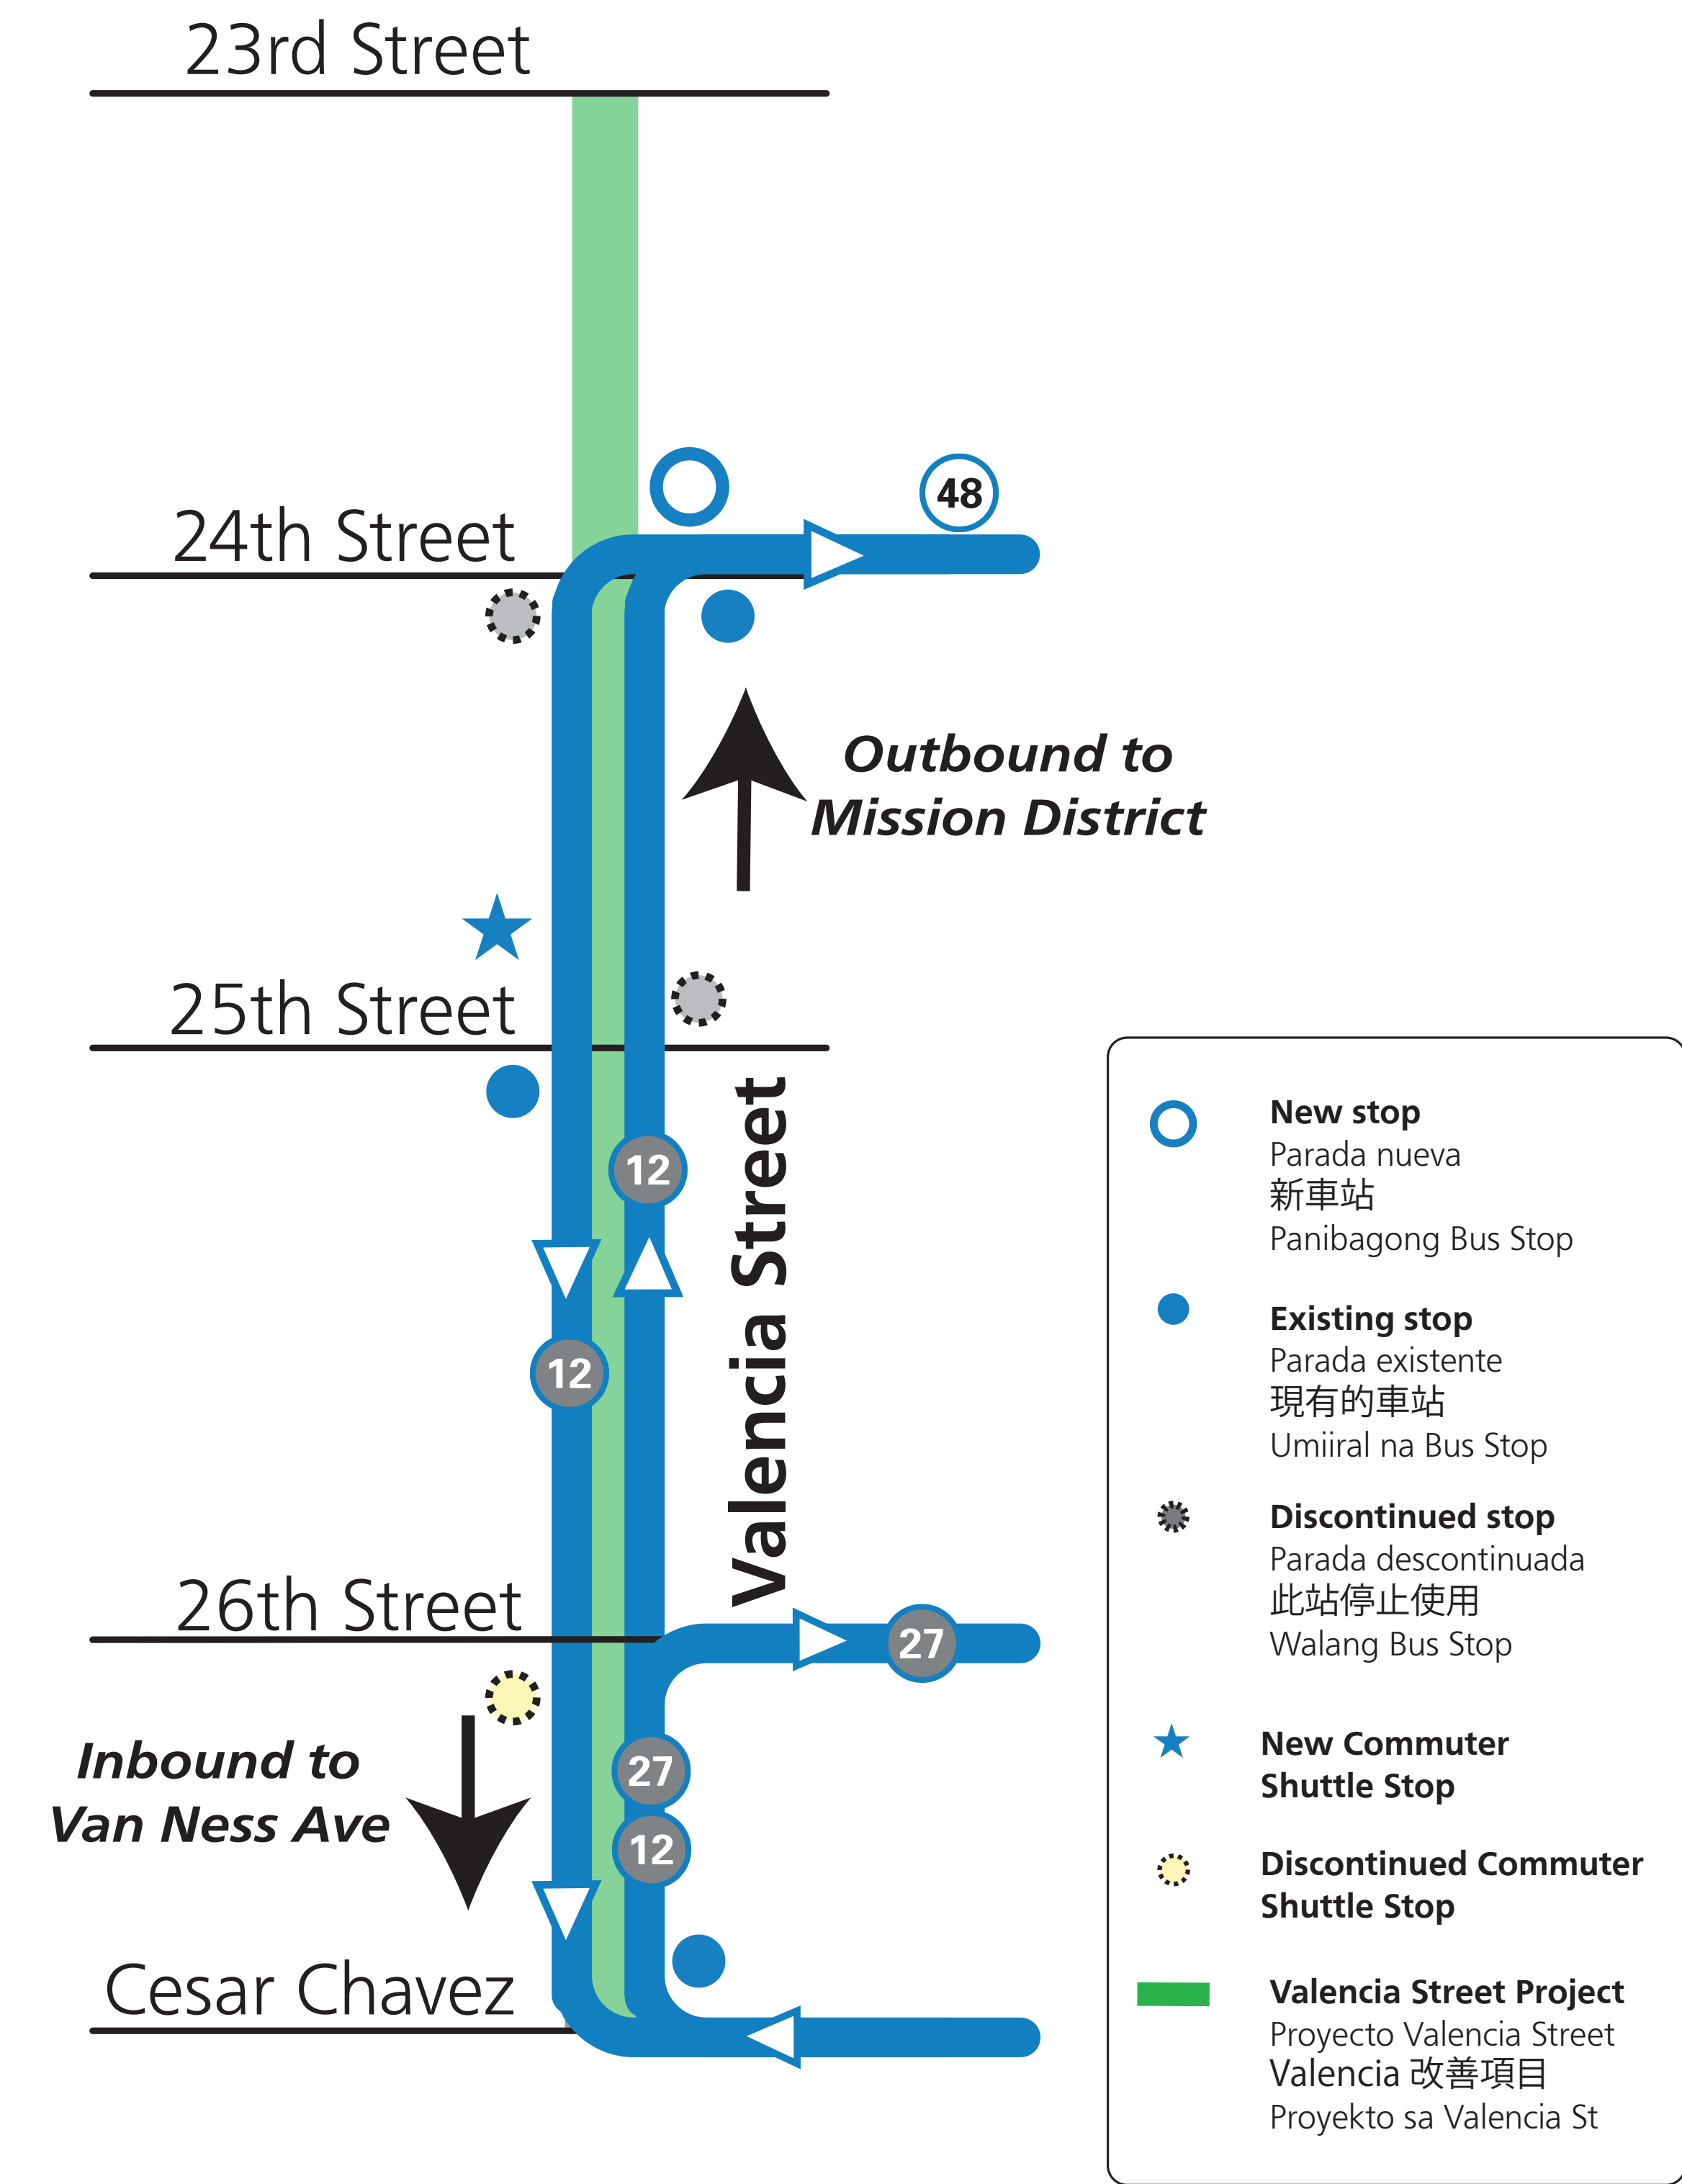 23rd Street
48
24th Street
Outbound to
Mission District
25th Street
Valencia Street
12
12
26th Street
27
Inbound to
Van Ness Ave
27
12
Cesar Chavez
New stop
Parada nueva
新車站
Panibagong Bus Stop
Existing stop
Parada existente
現有的車站
Umiiral na Bus Stop
Discontinued stop
Parada descontinuada
此站停止使用
Walang Bus Stop
New Commuter
Shuttle Stop
Discontinued Commuter
Shuttle Stop
Valencia Street Project
Proyecto Valencia Street
Valencia 改善項目
Proyekto sa Valencia St